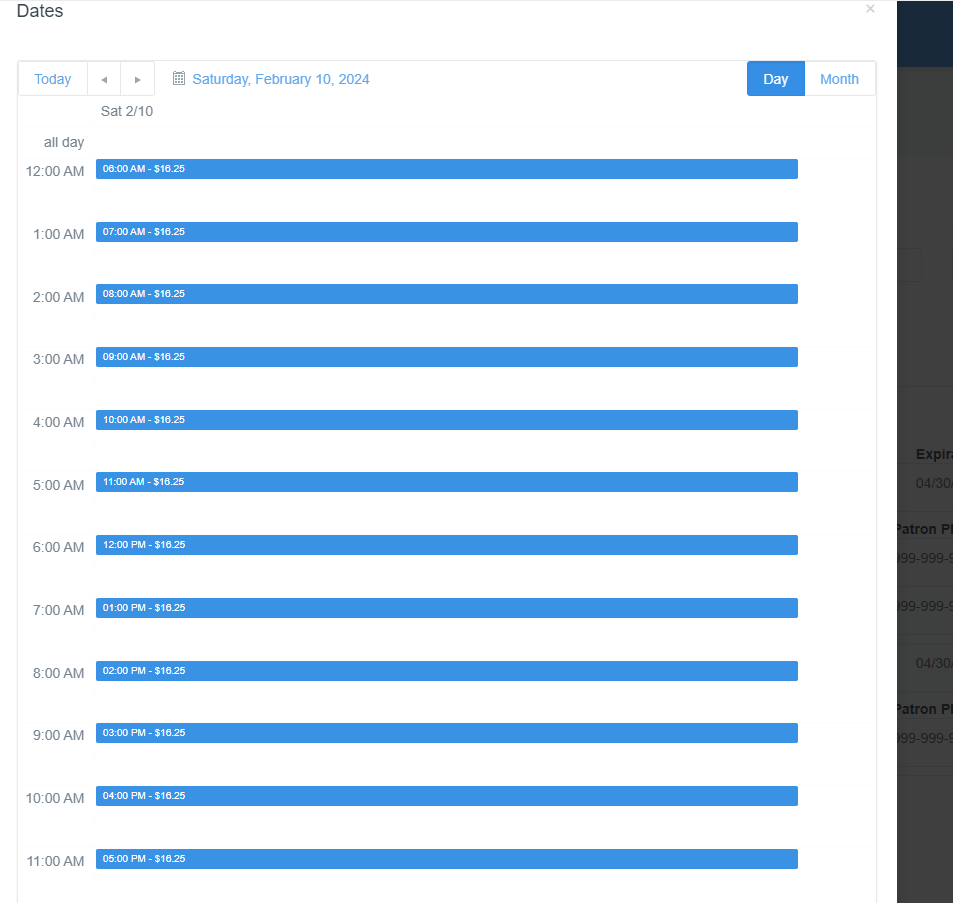 Dates ×
Today ◄ ► Saturday, February 10, 2024 Day Month
Sat 2/10
all day
12:00 AM 06:00 AM - $16.25
1:00 AM 07:00 AM - $16.25
2:00 AM 08:00 AM - $16.25
3:00 AM 09:00 AM - $16.25
4:00 AM 10:00 AM - $16.25
Expira
5:00 AM 11:00 AM - $16.25
04/30/
Patron Pl
6:00 AM 12:00 PM - $16.25
999-999-9
7:00 AM 01:00 PM - $16.25
999-999-9
8:00 AM 02:00 PM - $16.25
04/30/
Patron Pl
9:00 AM 03:00 PM - $16.25
999-999-9
10:00 AM 04:00 PM - $16.25
11:00 AM 05:00 PM - $16.25